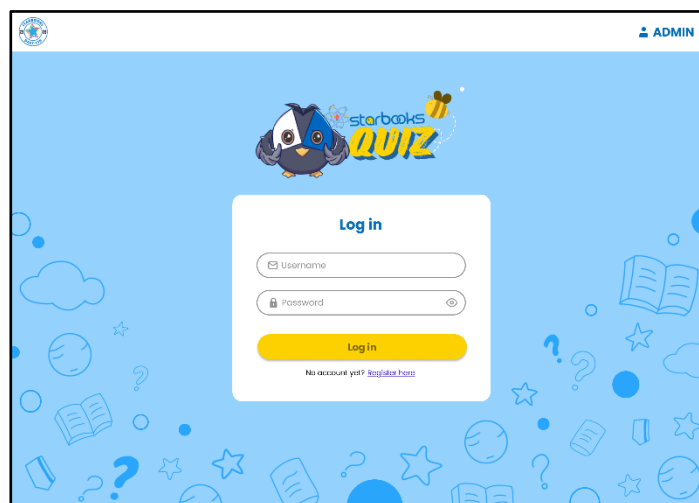 ADMIN
starbooks
QUIZ
Log in
Username
Password
Log in
No account yet? Register here